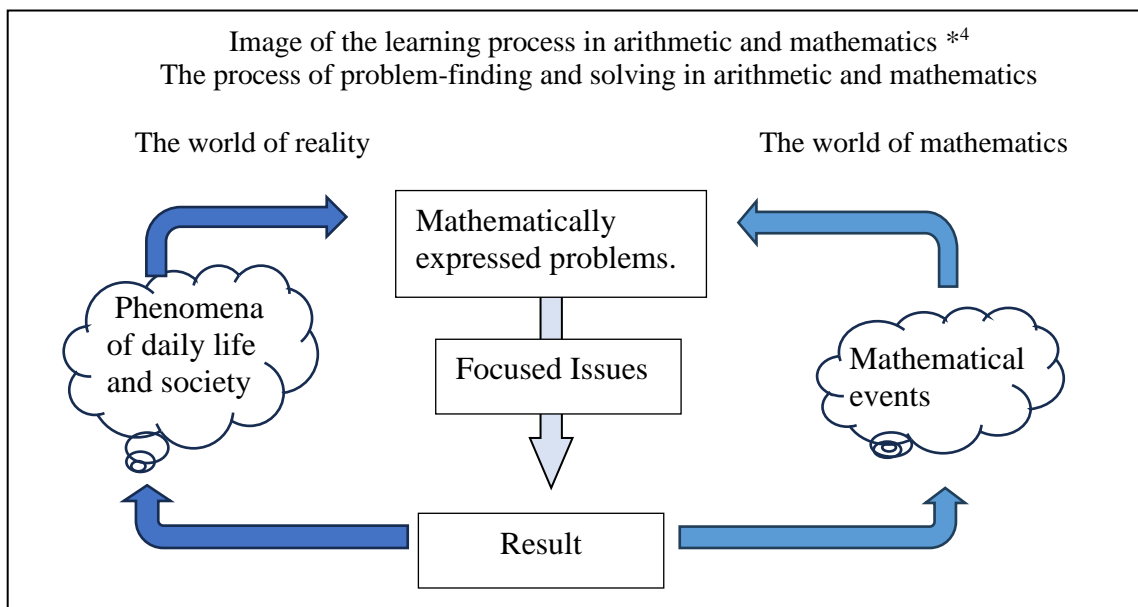 Image of the learning process in arithmetic and mathematics *4
The process of problem-finding and solving in arithmetic and mathematics
The world of reality
The world of mathematics
Mathematically
expressed problems.
Phenomena
of daily life
and society
Focused Issues
Mathematical
events
Result